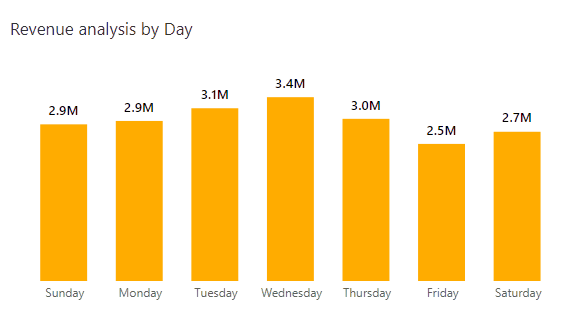 Revenue analysis by Day
2.9M
2.9M
3.1M
3.4M
3.0M
2.5M
2.7M
Sunday
Monday
Tuesday
Wednesday
Thursday
Friday
Saturday